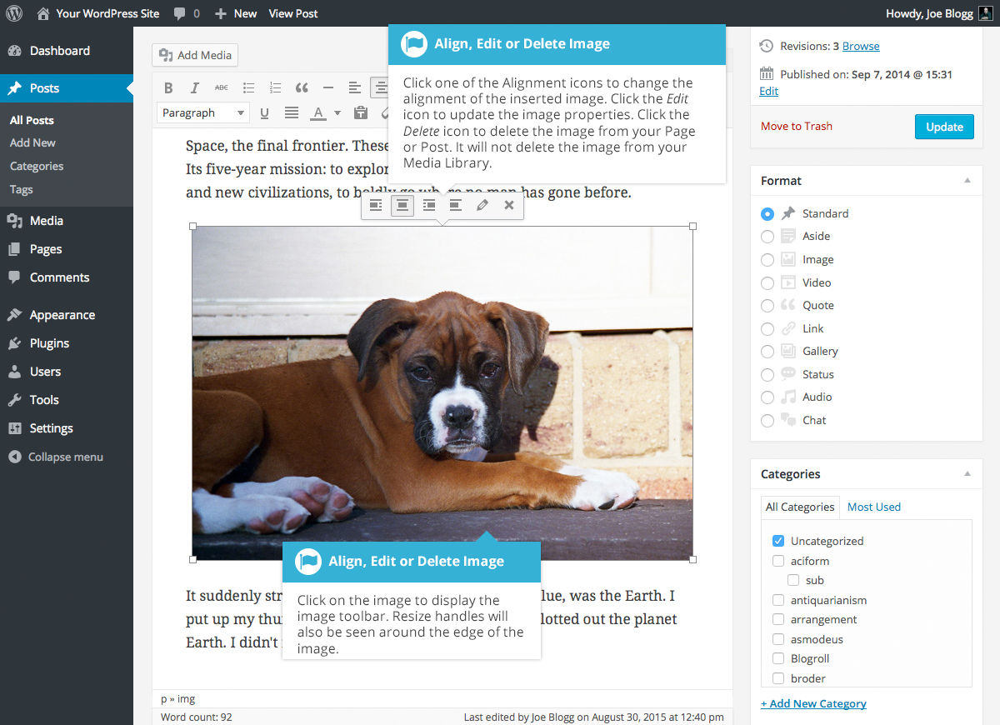 Your WordPress Site 0 New View Post Howdy, Joe Blogg
Dashboard
Posts
All Posts
Add New
Categories
Tags
Media
Pages
Comments
Appearance
Plugins
Users
Tools
Settings
Collapse menu
Add Media
B I ABC
Paragraph U A
Align, Edit or Delete Image
Click one of the Alignment icons to change the
alignment of the inserted image. Click the Edit
icon to update the image properties. Click the
Delete icon to delete the image from your Page
or Post. It will not delete the image from your
Media Library.
Space, the final frontier. These
Its five-year mission: to explor
and new civilizations, to boldly go where no man has gone before.
Align, Edit or Delete Image
Click on the image to display the
image toolbar. Resize handles will
also be seen around the edge of the
image.
It suddenly str lue, was the Earth. I
put up my thu lotted out the planet
Earth. I didn't
p » img
Word count: 92 Last edited by Joe Blogg on August 30, 2015 at 12:40 pm
Revisions: 3 Browse
Published on: Sep 7, 2014 @ 15:31
Edit
Move to Trash Update
Format
Standard
Aside
Image
Video
Quote
Link
Gallery
Status
Audio
Chat
Categories
All Categories Most Used
Uncategorized
aciform
sub
antiquarianism
arrangement
asmodeus
Blogroll
broder
+ Add New Category